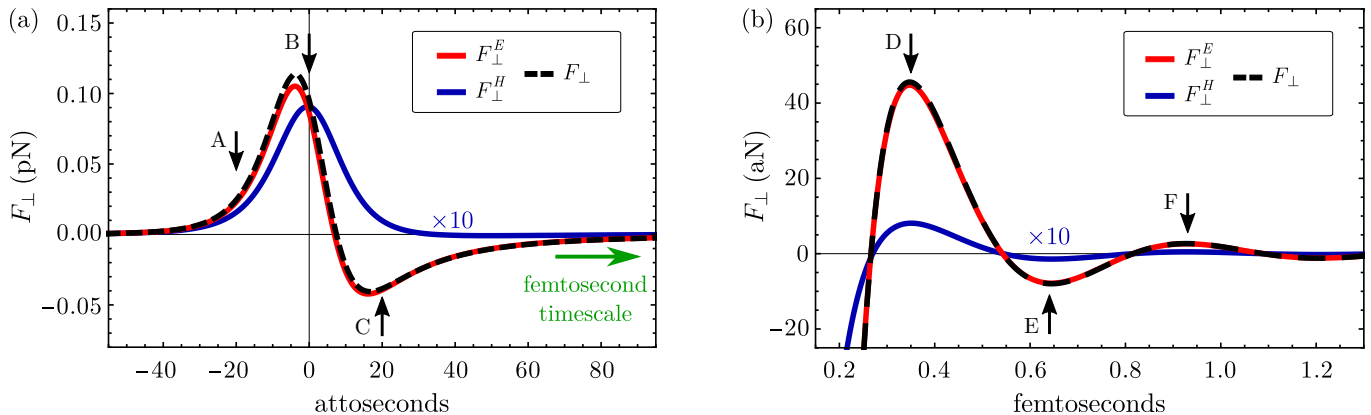 (a)
F⊥ (pN)
0.15
0.10
0.05
0.00
−0.05
A
B
C
F⊥^E
F⊥^H
F⊥
×10
femtosecond
timescale
−40 −20 0 20 40 60 80
attoseconds
(b)
F⊥ (aN)
60
40
20
0
−20
D
E
F
F⊥^E
F⊥^H
F⊥
×10
0.2 0.4 0.6 0.8 1.0 1.2
femtoseconds